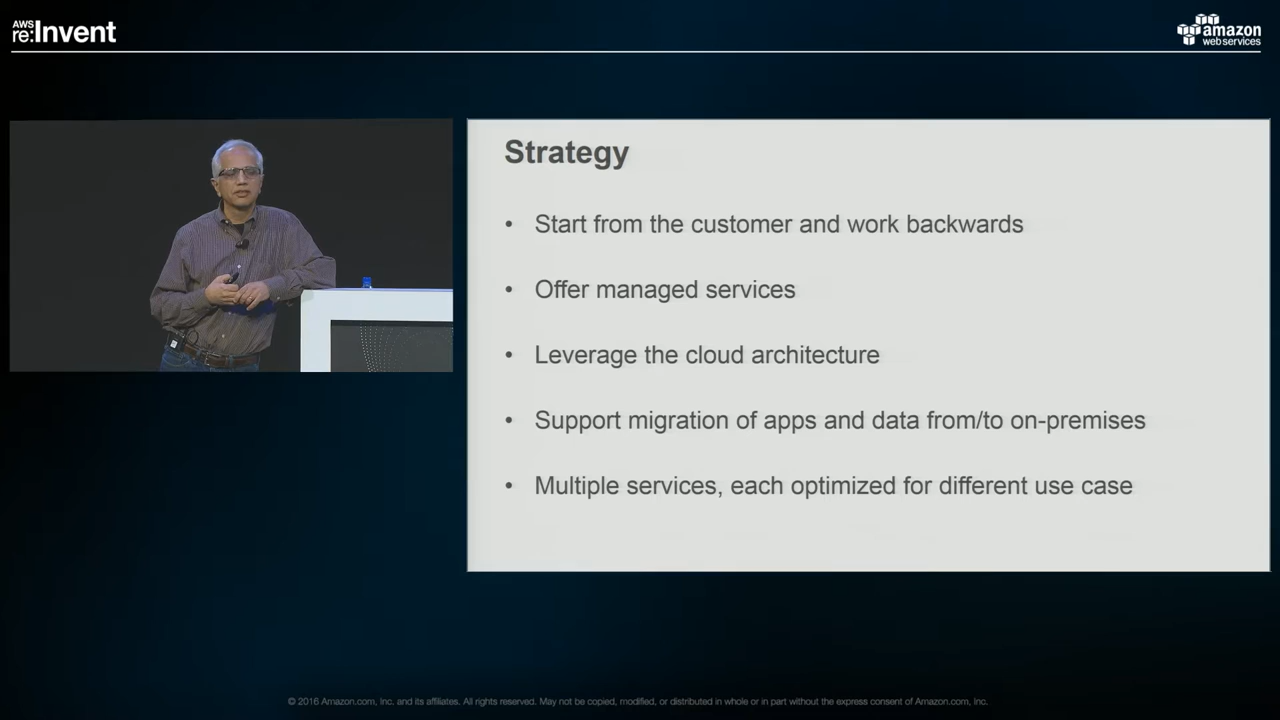 AWS
re:Invent
amazon
web services
Strategy
• Start from the customer and work backwards
• Offer managed services
• Leverage the cloud architecture
• Support migration of apps and data from/to on-premises
• Multiple services, each optimized for different use case
© 2016 Amazon.com, Inc. and its affiliates. All rights reserved. May not be copied, modified, or distributed in whole or in part without the express consent of Amazon.com, Inc.